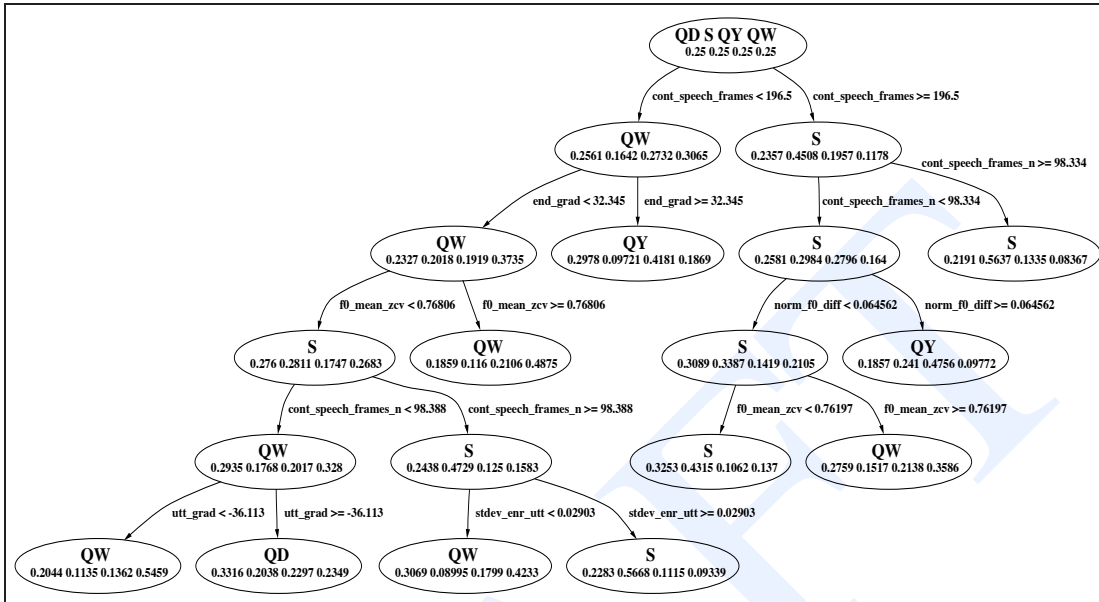 QD S QY QW
0.25 0.25 0.25 0.25
cont_speech_frames < 196.5
cont_speech_frames >= 196.5
QW
0.2561 0.1642 0.2732 0.3065
S
0.2357 0.4508 0.1957 0.1178
cont_speech_frames_n >= 98.334
end_grad < 32.345
end_grad >= 32.345
cont_speech_frames_n < 98.334
QW
0.2327 0.2018 0.1919 0.3735
QY
0.2978 0.09721 0.4181 0.1869
S
0.2581 0.2984 0.2796 0.164
S
0.2191 0.5637 0.1335 0.08367
f0_mean_zcv < 0.76806
f0_mean_zcv >= 0.76806
norm_f0_diff < 0.064562
norm_f0_diff >= 0.064562
S
0.276 0.2811 0.1747 0.2683
QW
0.1859 0.116 0.2106 0.4875
S
0.3089 0.3387 0.1419 0.2105
QY
0.1857 0.241 0.4756 0.09772
cont_speech_frames_n < 98.388
cont_speech_frames_n >= 98.388
f0_mean_zcv < 0.76197
f0_mean_zcv >= 0.76197
QW
0.2935 0.1768 0.2017 0.328
S
0.2438 0.4729 0.125 0.1583
S
0.3253 0.4315 0.1062 0.137
QW
0.2759 0.1517 0.2138 0.3586
utt_grad < -36.113
utt_grad >= -36.113
stdev_enr_utt < 0.02903
stdev_enr_utt >= 0.02903
QW
0.2044 0.1135 0.1362 0.5459
QD
0.3316 0.2038 0.2297 0.2349
QW
0.3069 0.08995 0.1799 0.4233
S
0.2283 0.5668 0.1115 0.09339